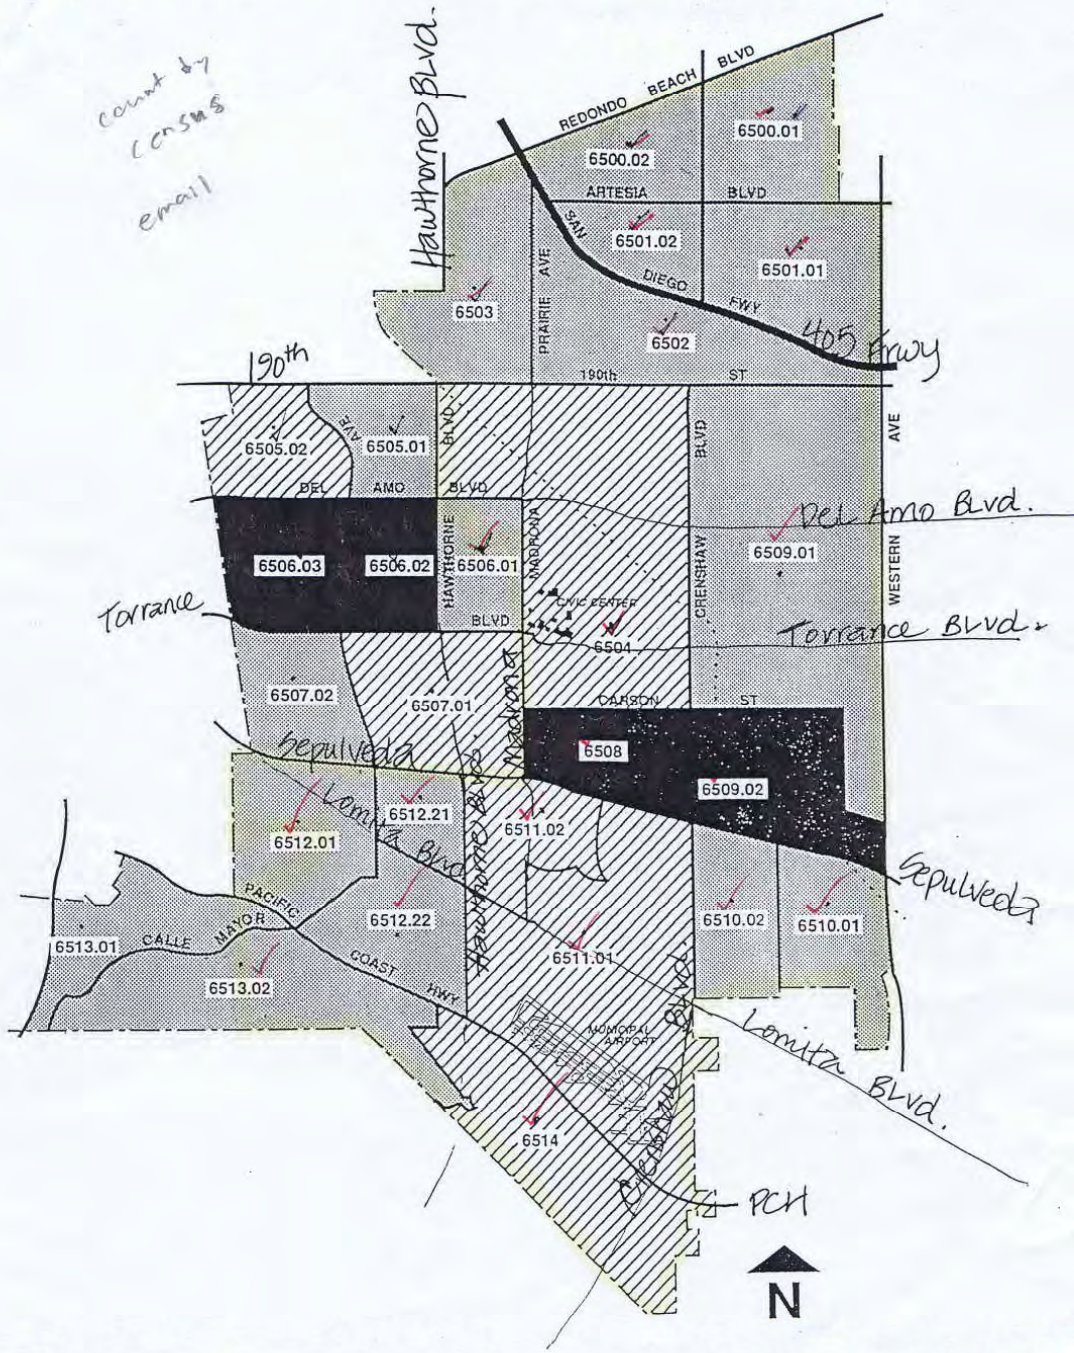 count by
census
email
Hawthorne Blvd.
REDONDO BEACH BLVD
6500.01
6500.02
ARTESIA BLVD
SAN DIEGO FWY
6501.02
6501.01
6503
PRAIRIE AVE
6502
405 Frwy
190th
190th ST
6505.02
AVE
6505.01
BLVD
BLVD
AVE
DEL AMO BLVD
Del Amo Blvd.
6506.03
6506.02
HAWTHORNE
6506.01
MADRONA
CRENSHAW
6509.01
WESTERN
CIVIC CENTER
Torrance
BLVD
6504
Torrance Blvd.
6507.02
6507.01
Madrona
CARSON ST
6508
6509.02
Sepulveda
Lomita Blvd
6512.01
6512.21
Hawthorne Blvd.
6511.02
Sepulveda
PACIFIC COAST HWY
6512.22
6510.02
6510.01
6513.01
CALLE MAYOR
6513.02
6511.01
MUNICIPAL
AIRPORT
Crenshaw Blvd
Lomita Blvd.
6514
PCH
N